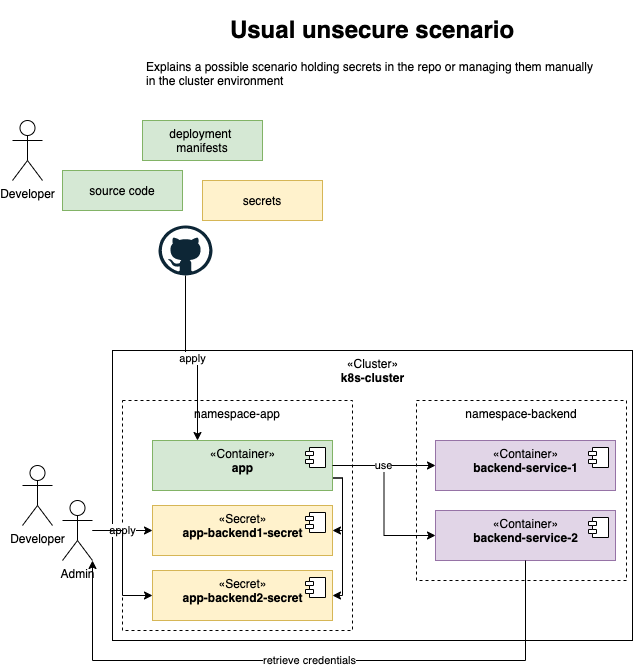 Usual unsecure scenario
Explains a possible scenario holding secrets in the repo or managing them manually
in the cluster environment
deployment
manifests
Developer
source code
secrets
apply
«Cluster»
k8s-cluster
namespace-app
namespace-backend
«Container»
app
use
«Container»
backend-service-1
«Secret»
app-backend1-secret
«Container»
backend-service-2
Developer
apply
Admin
«Secret»
app-backend2-secret
retrieve credentials